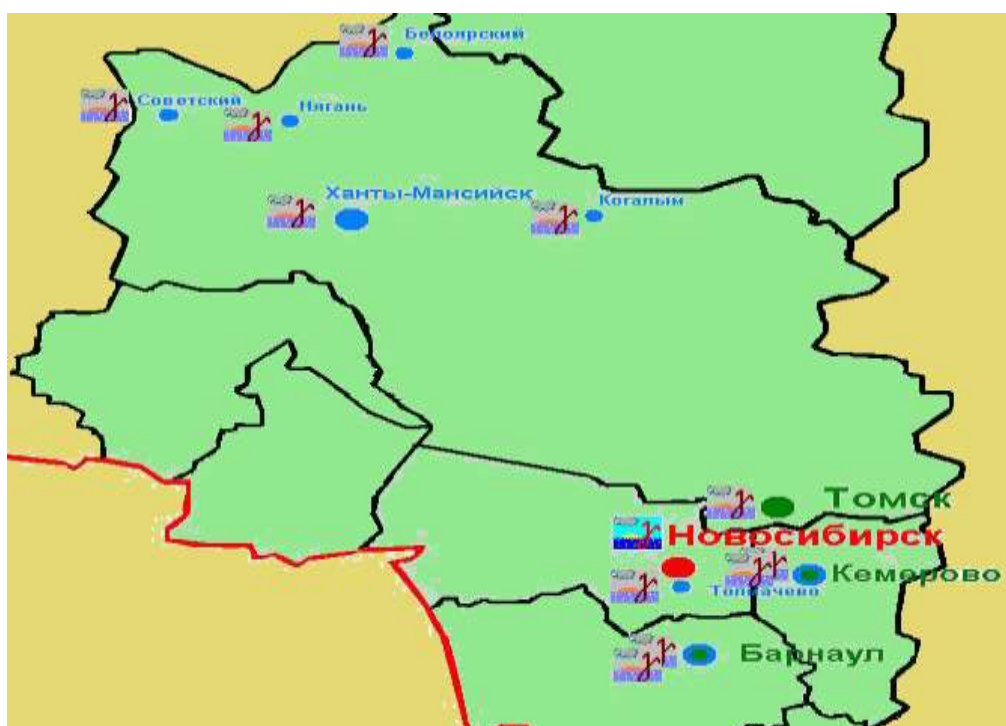 Белоярский
Советский
Нягань
Ханты-Мансийск
Когалым
Томск
Новосибирск
Кемерово
Толмачево
Барнаул